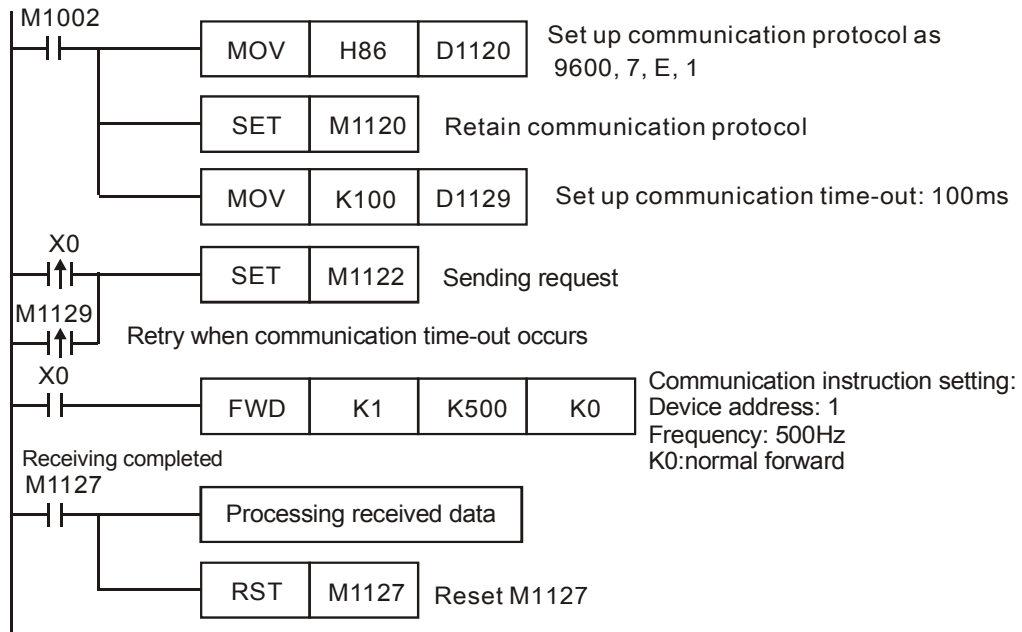 M1002
MOV H86 D1120 Set up communication protocol as
9600, 7, E, 1
SET M1120 Retain communication protocol
MOV K100 D1129 Set up communication time-out: 100ms
X0
SET M1122 Sending request
M1129
Retry when communication time-out occurs
X0
FWD K1 K500 K0
Communication instruction setting:
Device address: 1
Frequency: 500Hz
K0:normal forward
Receiving completed
M1127
Processing received data
RST M1127 Reset M1127